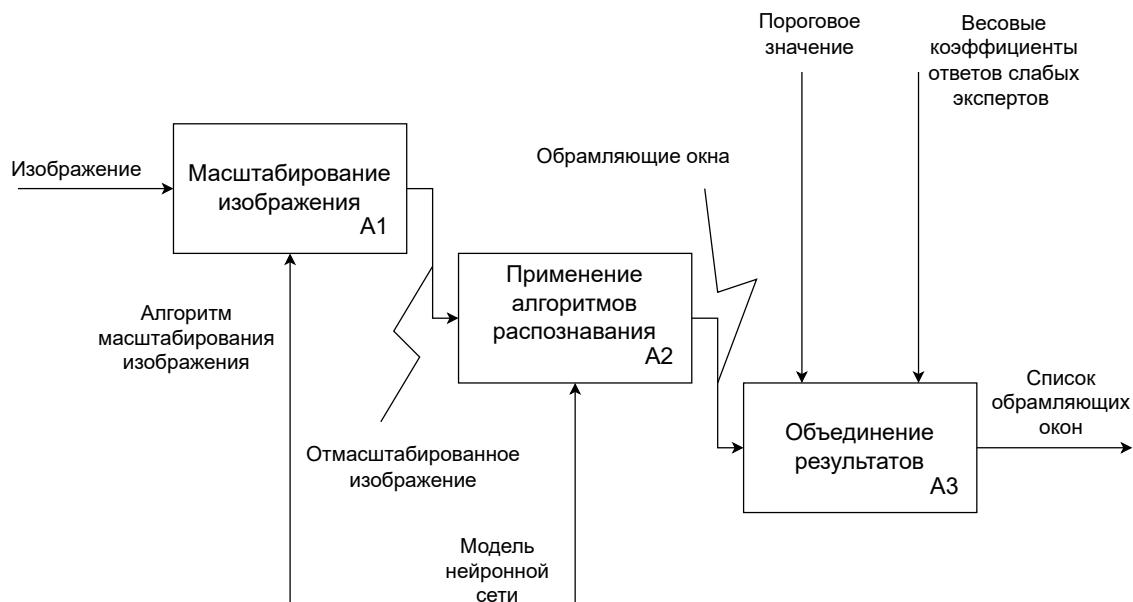 Пороговое
значение
Весовые
коэффициенты
ответов слабых
экспертов
Изображение
Масштабирование
изображения
A1
Обрамляющие окна
Применение
алгоритмов
распознавания
A2
Алгоритм
масштабирования
изображения
Список
обрамляющих
окон
Объединение
результатов
A3
Отмасштабированное
изображение
Модель
нейронной
сети